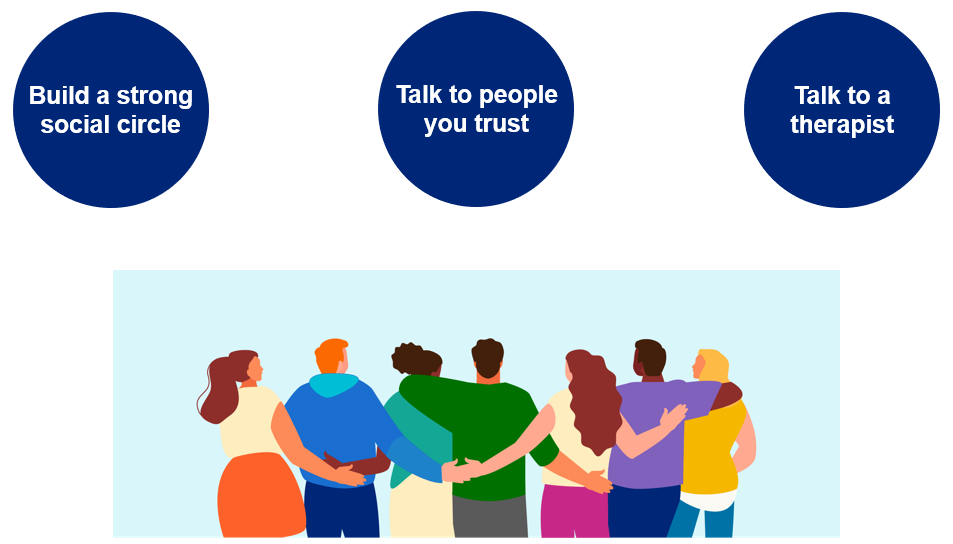 Build a strong
social circle
Talk to people
you trust
Talk to a
therapist